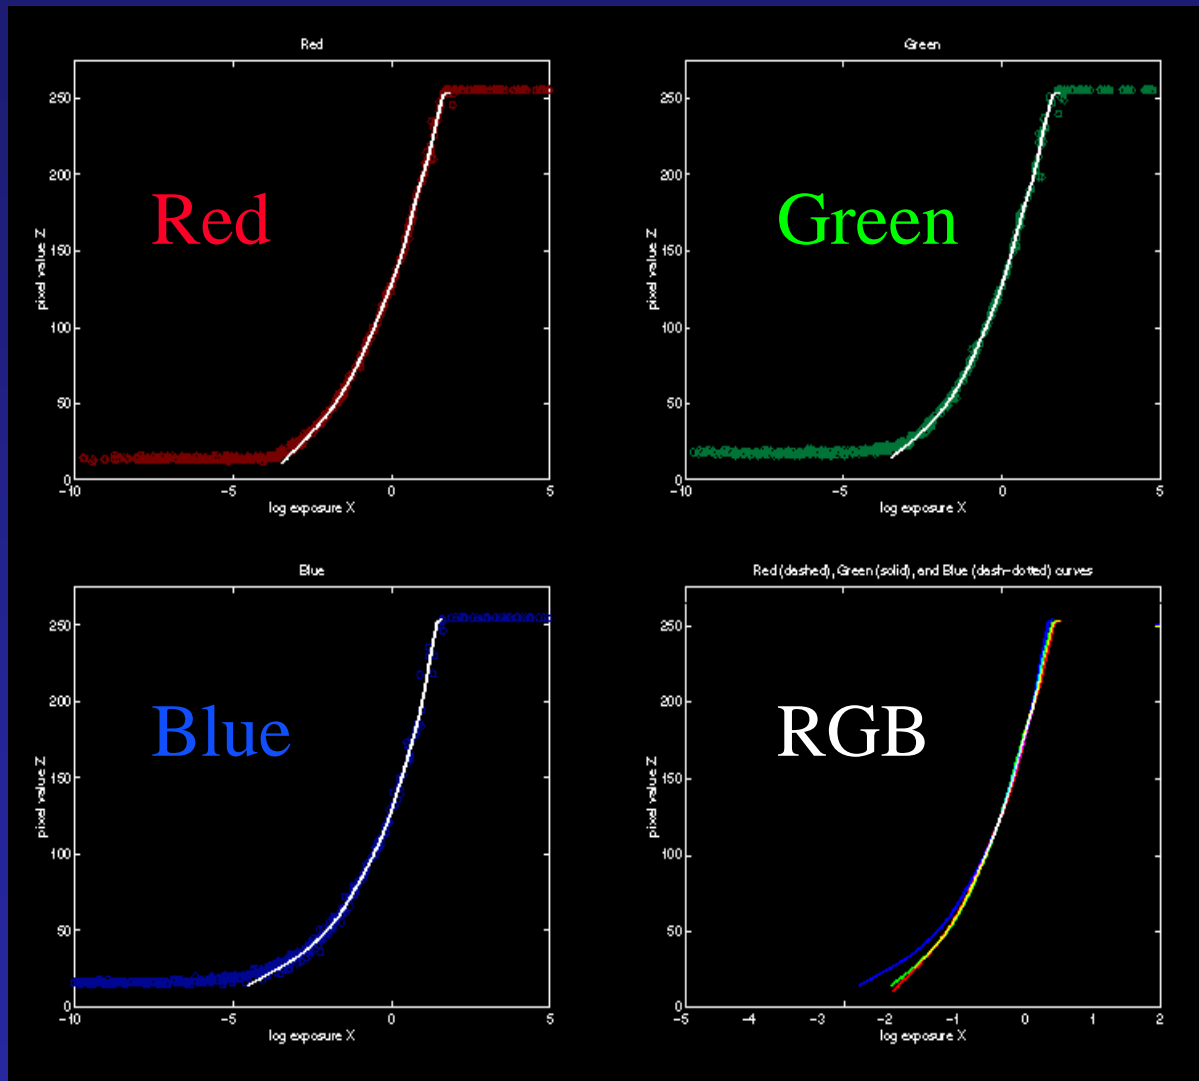 Red
250
200
150
100
50
0
pixel value Z
Red
-10
-5
0
5
log exposure X
Green
250
200
150
100
50
0
pixel value Z
Green
-10
-5
0
5
log exposure X
Blue
250
200
150
100
50
0
pixel value Z
Blue
-10
-5
0
5
log exposure X
Red (dashed), Green (solid), and Blue (dash-dotted) curves
250
200
150
100
50
0
pixel value Z
RGB
-5
-4
-3
-2
-1
0
1
2
log exposure X